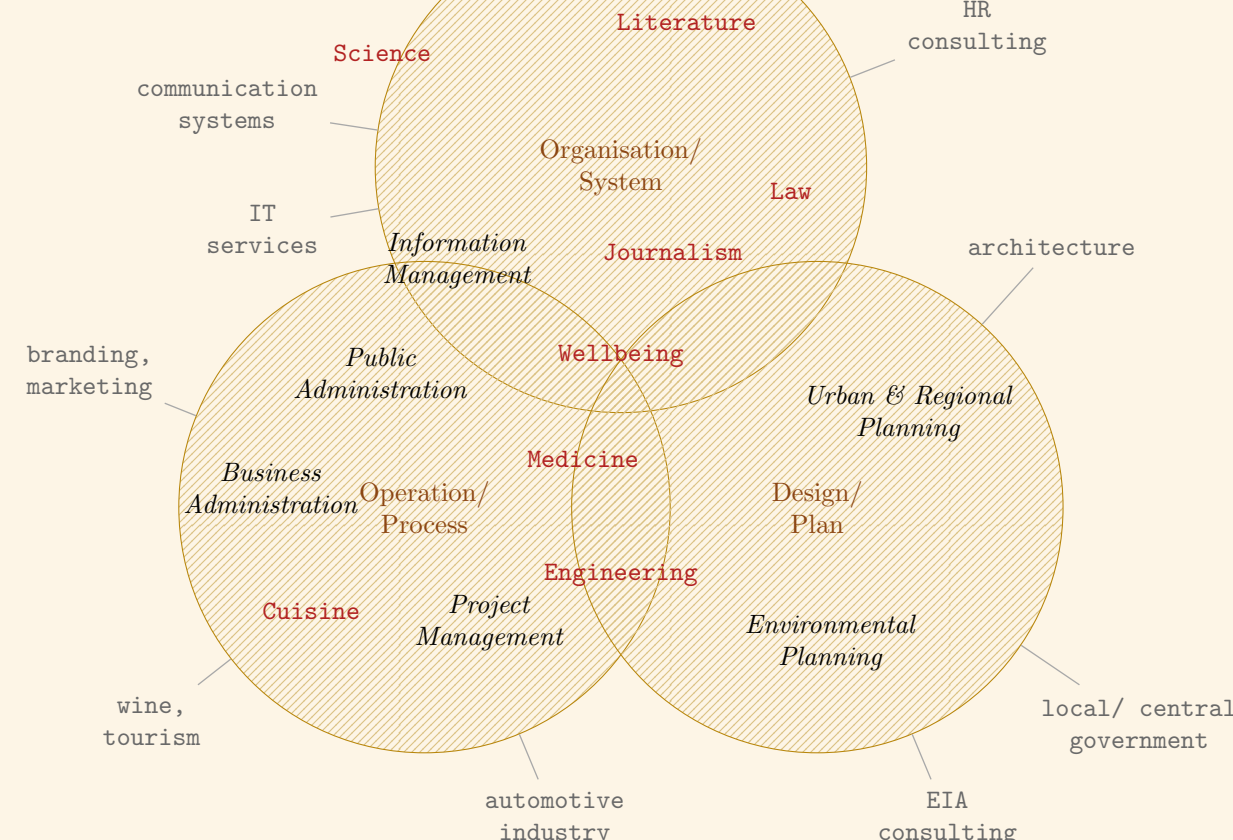 HR
consulting
Literature
Science
communication
systems
Organisation/
System
Law
IT
services
Information
Management
Journalism
architecture
branding,
marketing
Public
Administration
Wellbeing
Urban & Regional
Planning
Business
Administration
Medicine
Operation/
Process
Design/
Plan
Engineering
Cuisine
Project
Management
Environmental
Planning
wine,
tourism
local/ central
government
automotive
industry
EIA
consulting